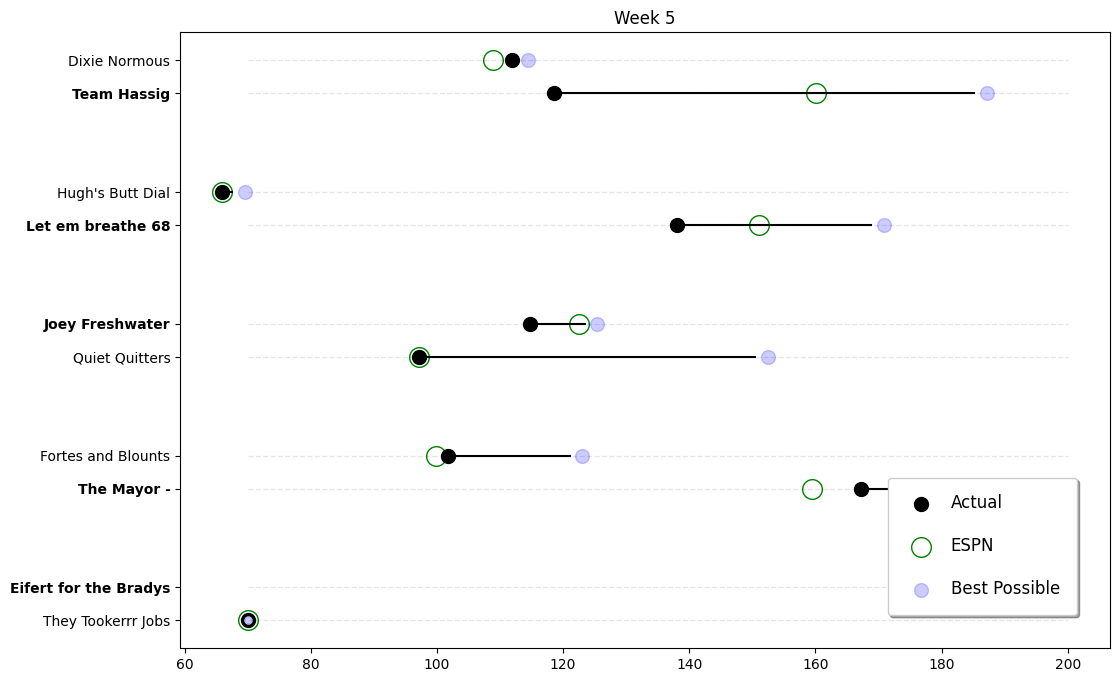 Week 5
Dixie Normous
Team Hassig
Hugh's Butt Dial
Let em breathe 68
Joey Freshwater
Quiet Quitters
Fortes and Blounts
The Mayor -
Eifert for the Bradys
They Tookerrr Jobs
Actual
ESPN
Best Possible
60 80 100 120 140 160 180 200